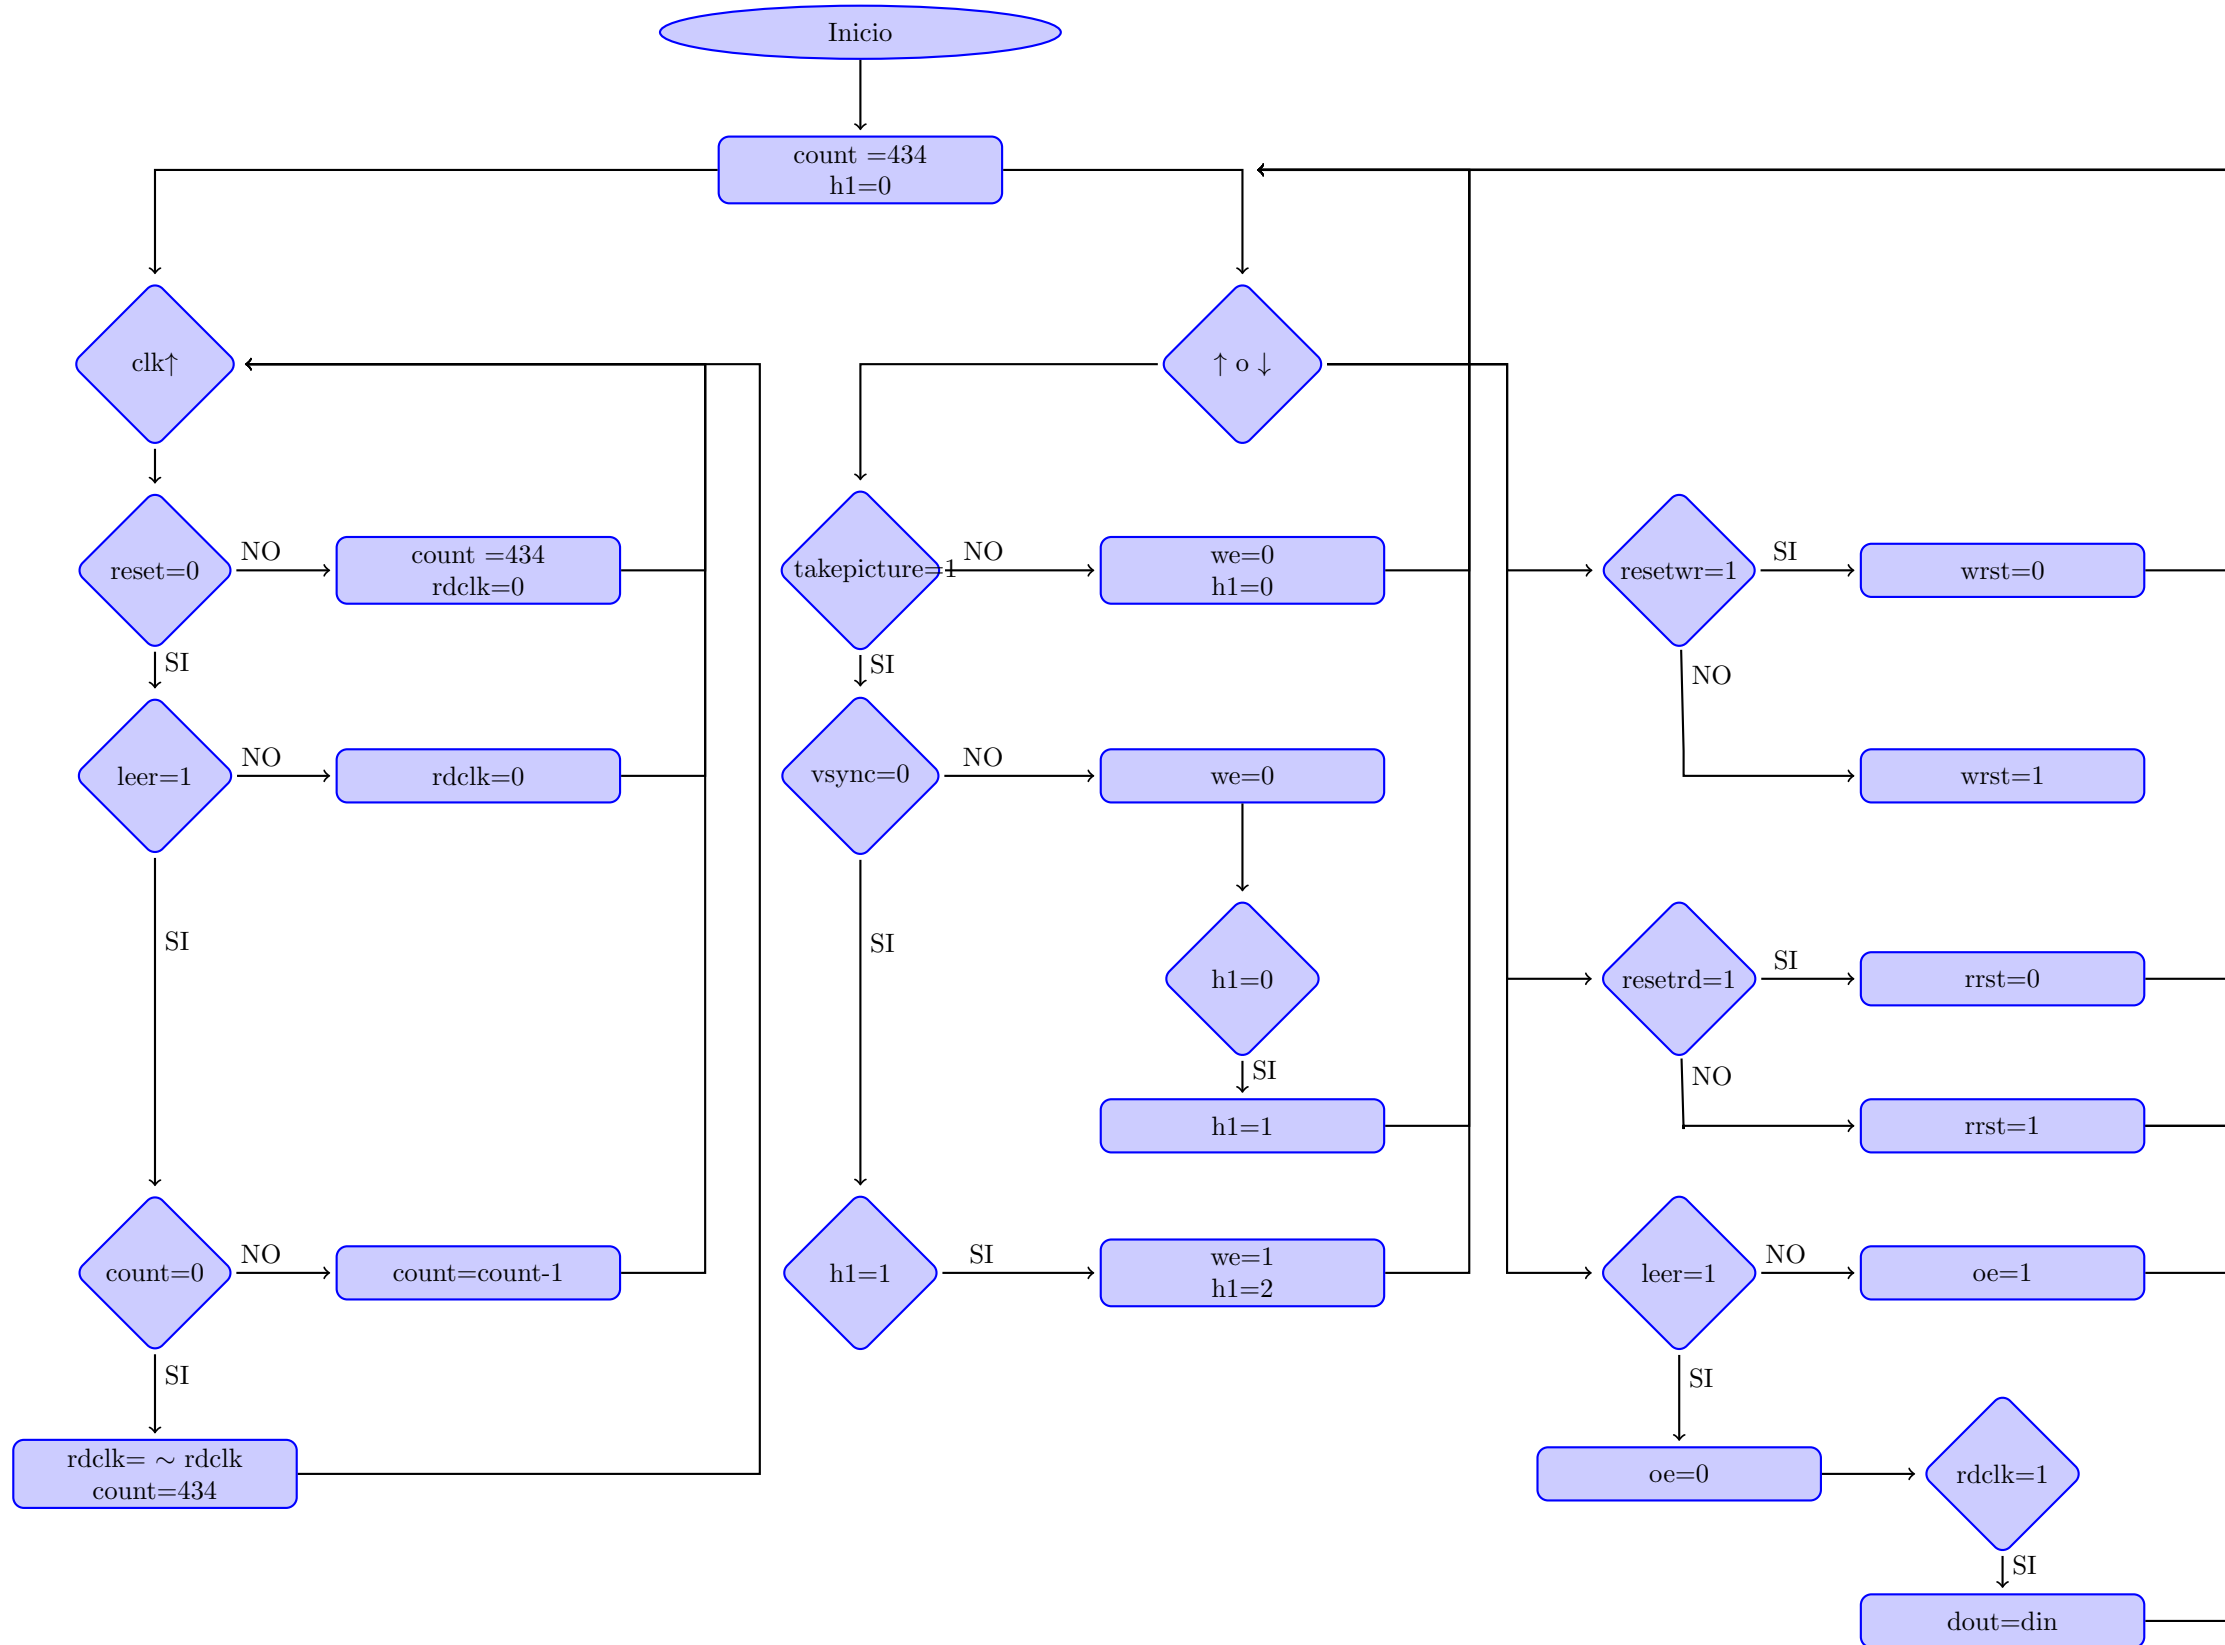 Inicio
count =434
h1=0
clk↑
↑ o ↓
reset=0
NO
count =434
rdclk=0
takepicture=1
NO
we=0
h1=0
resetwr=1
SI
wrst=0
SI
SI
NO
leer=1
NO
rdclk=0
vsync=0
NO
we=0
wrst=1
SI
SI
h1=0
resetrd=1
SI
rrst=0
SI
NO
h1=1
rrst=1
count=0
NO
count=count-1
h1=1
SI
we=1
h1=2
leer=1
NO
oe=1
SI
SI
rdclk= ∼ rdclk
count=434
oe=0
rdclk=1
SI
dout=din